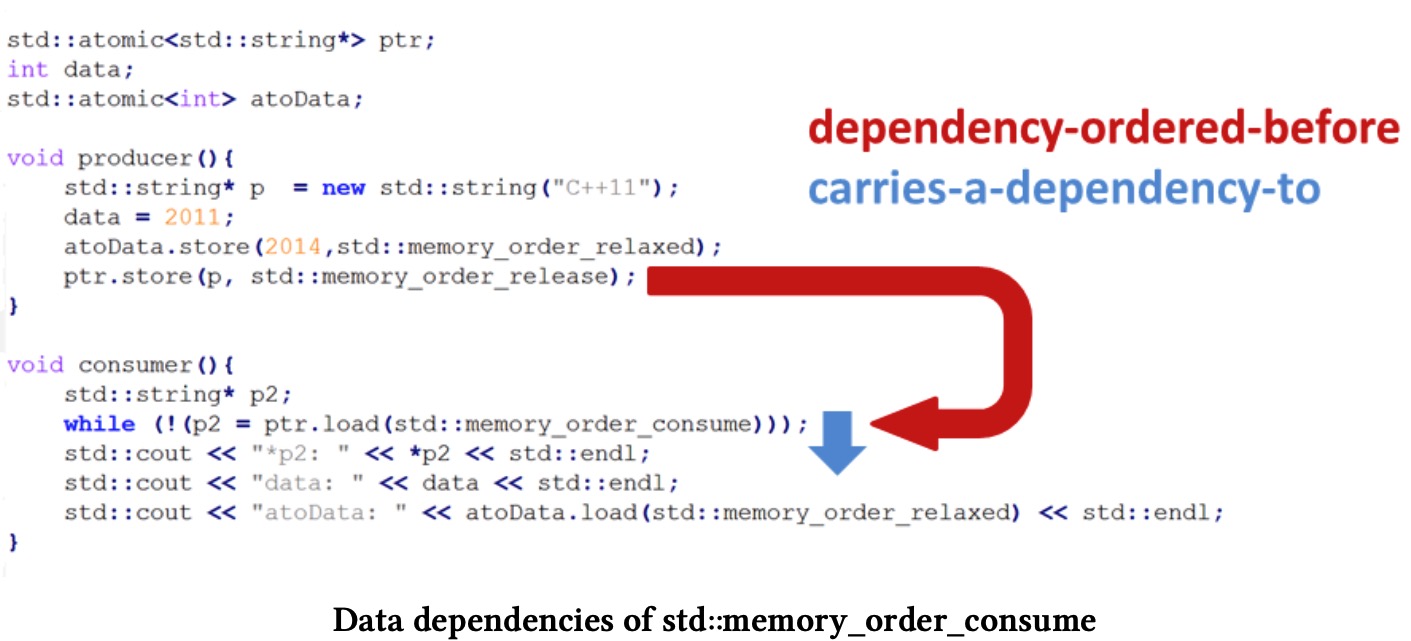 std::atomic<std::string*> ptr;
int data;
std::atomic<int> atoData;
void producer(){
    std::string* p  = new std::string("C++11");
    data = 2011;
    atoData.store(2014,std::memory_order_relaxed);
    ptr.store(p, std::memory_order_release);
}
dependency-ordered-before
carries-a-dependency-to
void consumer(){
    std::string* p2;
    while (!(p2 = ptr.load(std::memory_order_consume)));
    std::cout << "*p2: " << *p2 << std::endl;
    std::cout << "data: " << data << std::endl;
    std::cout << "atoData: " << atoData.load(std::memory_order_relaxed) << std::endl;
}
Data dependencies of std::memory_order_consume